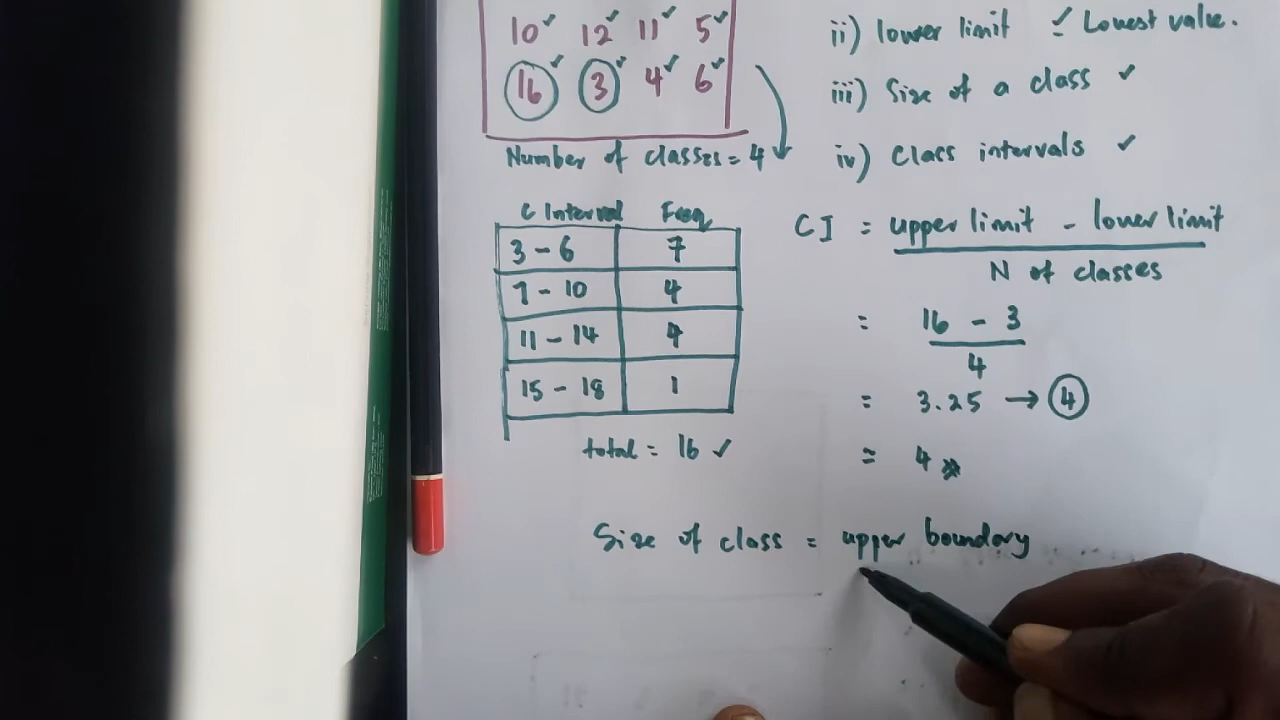 10 12 11 5
16 3 4 6
Number of classes = 4
C Interval Freq
3 - 6 7
7 - 10 4
11 - 14 4
15 - 18 1
total = 16
ii) lower limit Lowest value.
iii) Size of a class
iv) Class intervals
CI = upper limit - lower limit
N of classes
= 16 - 3
4
= 3.25 → 4
= 4
Size of class = upper boundary